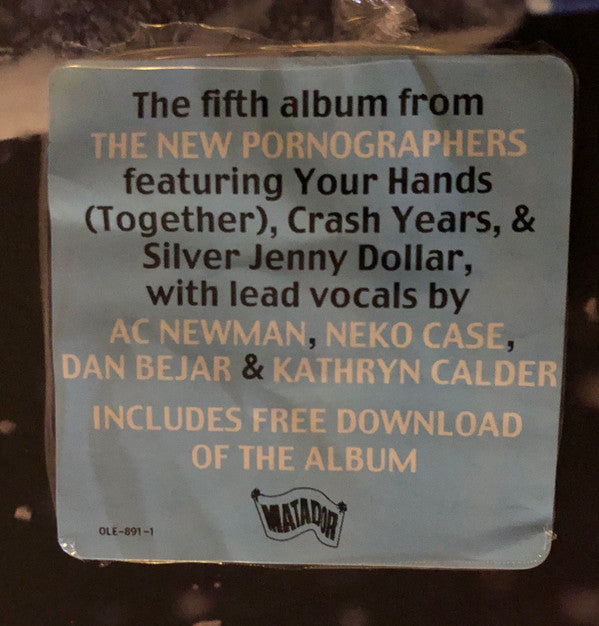 The fifth album from
THE NEW PORNOGRAPHERS
featuring Your Hands
(Together), Crash Years, &
Silver Jenny Dollar,
with lead vocals by
AC NEWMAN, NEKO CASE,
DAN BEJAR & KATHRYN CALDER
INCLUDES FREE DOWNLOAD
OF THE ALBUM
MATADOR
OLE-891-1